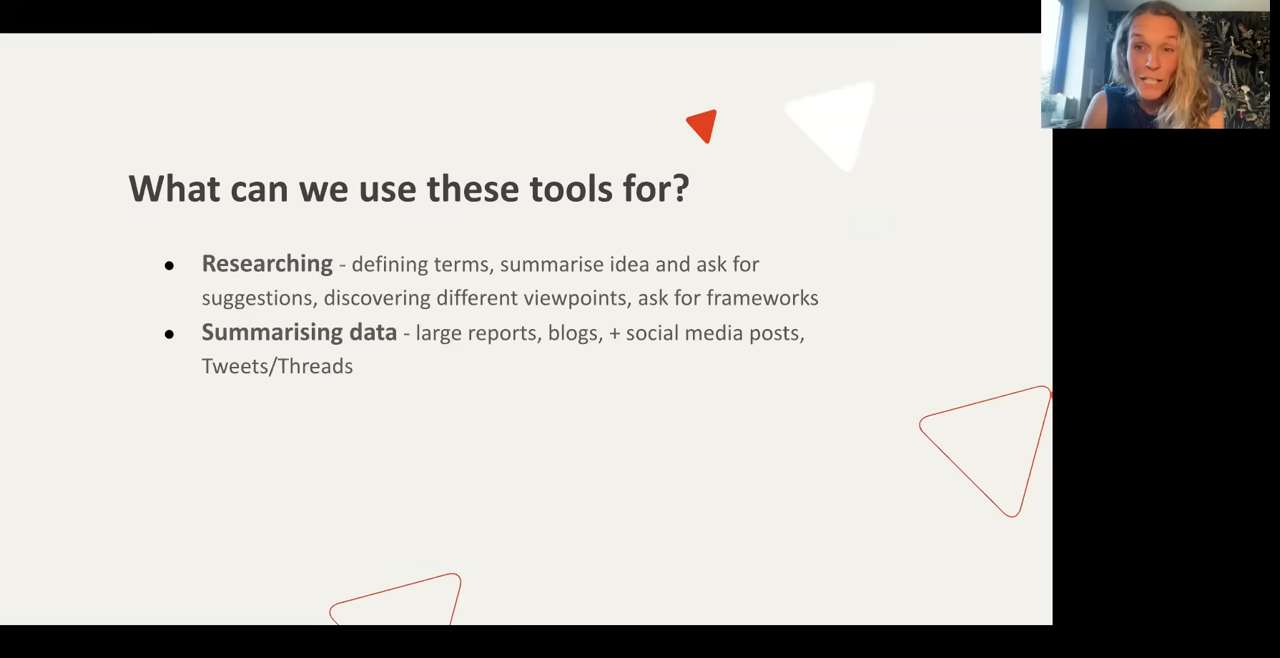 What can we use these tools for?
● Researching - defining terms, summarise idea and ask for
suggestions, discovering different viewpoints, ask for frameworks
● Summarising data - large reports, blogs, + social media posts,
Tweets/Threads